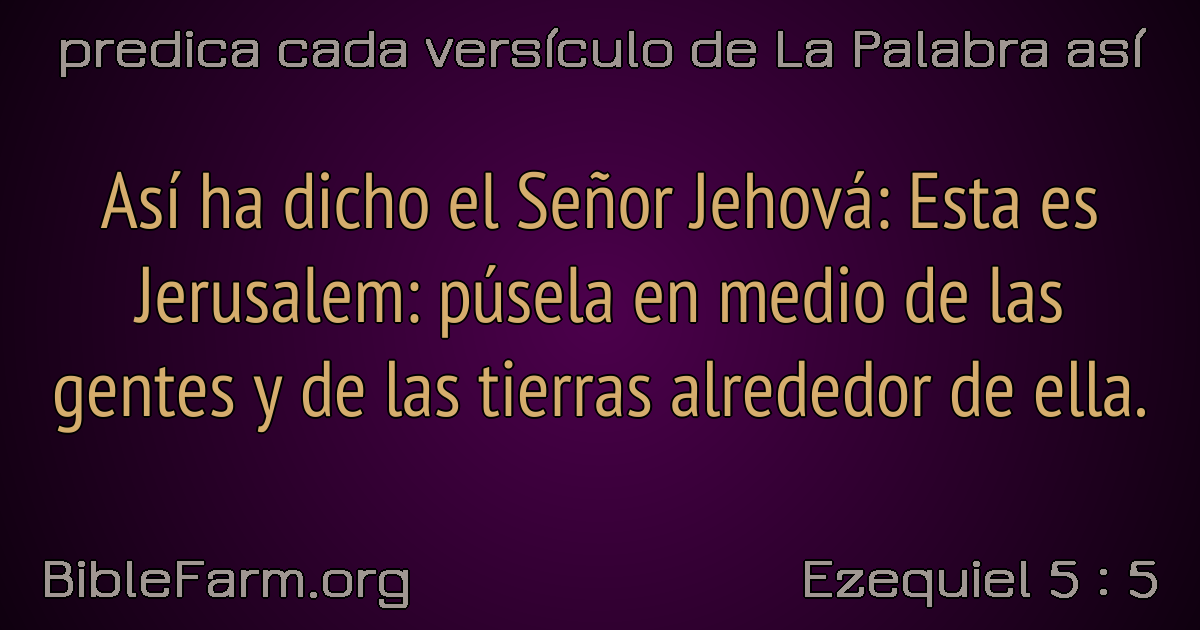 predica cada versículo de La Palabra así
Así ha dicho el Señor Jehová: Esta es
Jerusalem: púsela en medio de las
gentes y de las tierras alrededor de ella.
BibleFarm.org
Ezequiel 5 : 5